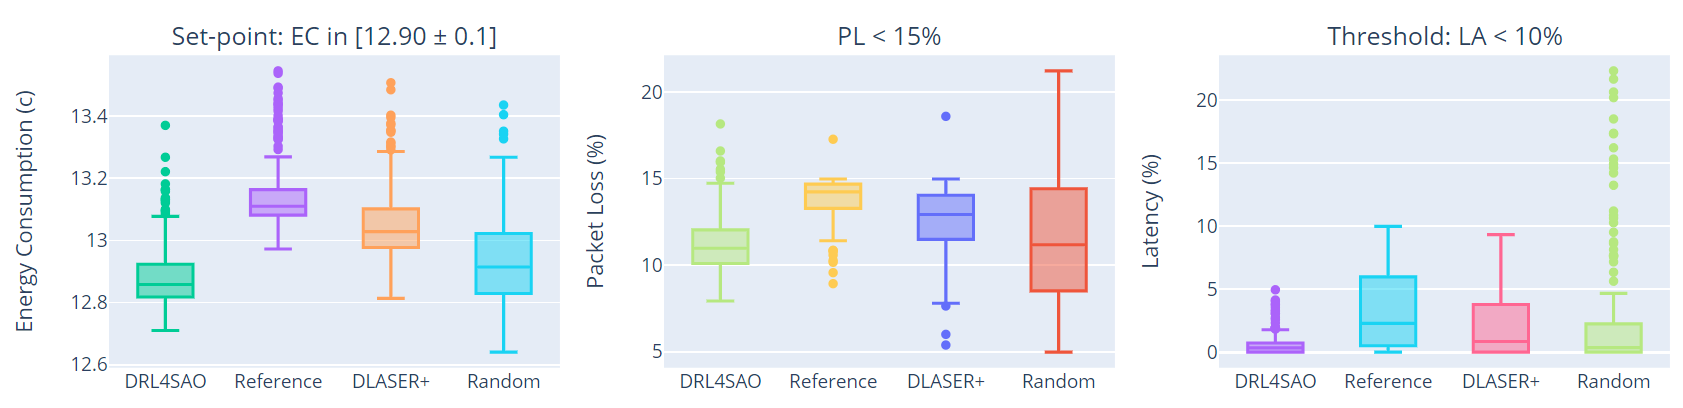 Set-point: EC in [12.90 ± 0.1]
Energy Consumption (c)
13.4
13.2
13
12.8
12.6
DRL4SAO
Reference
DLASER+
Random
PL < 15%
Packet Loss (%)
20
15
10
5
DRL4SAO
Reference
DLASER+
Random
Threshold: LA < 10%
Latency (%)
20
15
10
5
0
DRL4SAO
Reference
DLASER+
Random